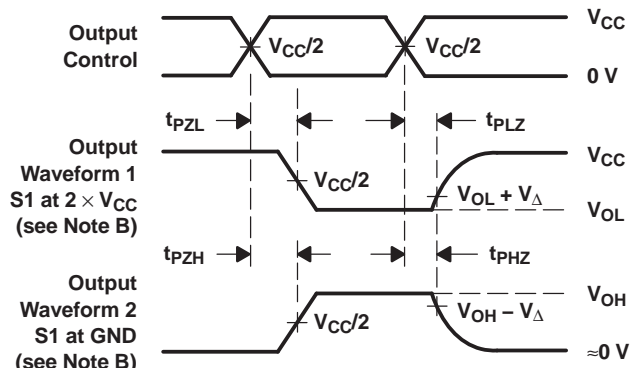 Output
Control
V_CC/2
V_CC/2
V_CC
0 V
t_PZL
t_PLZ
Output
Waveform 1
S1 at 2 × V_CC
(see Note B)
V_CC/2
V_CC
V_OL + V_Δ
V_OL
t_PZH
t_PHZ
Output
Waveform 2
S1 at GND
(see Note B)
V_CC/2
V_OH
V_OH − V_Δ
≈0 V